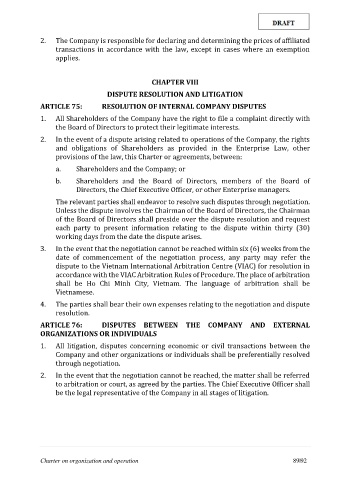 DRAFT
2. The Company is responsible for declaring and determining the prices of affiliated
transactions in accordance with the law, except in cases where an exemption
applies.
CHAPTER VIII
DISPUTE RESOLUTION AND LITIGATION
ARTICLE 75: RESOLUTION OF INTERNAL COMPANY DISPUTES
1. All Shareholders of the Company have the right to file a complaint directly with
the Board of Directors to protect their legitimate interests.
2. In the event of a dispute arising related to operations of the Company, the rights
and obligations of Shareholders as provided in the Enterprise Law, other
provisions of the law, this Charter or agreements, between:
a. Shareholders and the Company; or
b. Shareholders and the Board of Directors, members of the Board of
Directors, the Chief Executive Officer, or other Enterprise managers.
The relevant parties shall endeavor to resolve such disputes through negotiation.
Unless the dispute involves the Chairman of the Board of Directors, the Chairman
of the Board of Directors shall preside over the dispute resolution and request
each party to present information relating to the dispute within thirty (30)
working days from the date the dispute arises.
3. In the event that the negotiation cannot be reached within six (6) weeks from the
date of commencement of the negotiation process, any party may refer the
dispute to the Vietnam International Arbitration Centre (VIAC) for resolution in
accordance with the VIAC Arbitration Rules of Procedure. The place of arbitration
shall be Ho Chi Minh City, Vietnam. The language of arbitration shall be
Vietnamese.
4. The parties shall bear their own expenses relating to the negotiation and dispute
resolution.
ARTICLE 76: DISPUTES BETWEEN THE COMPANY AND EXTERNAL
ORGANIZATIONS OR INDIVIDUALS
1. All litigation, disputes concerning economic or civil transactions between the
Company and other organizations or individuals shall be preferentially resolved
through negotiation.
2. In the event that the negotiation cannot be reached, the matter shall be referred
to arbitration or court, as agreed by the parties. The Chief Executive Officer shall
be the legal representative of the Company in all stages of litigation.
Charter on organization and operation 89/92